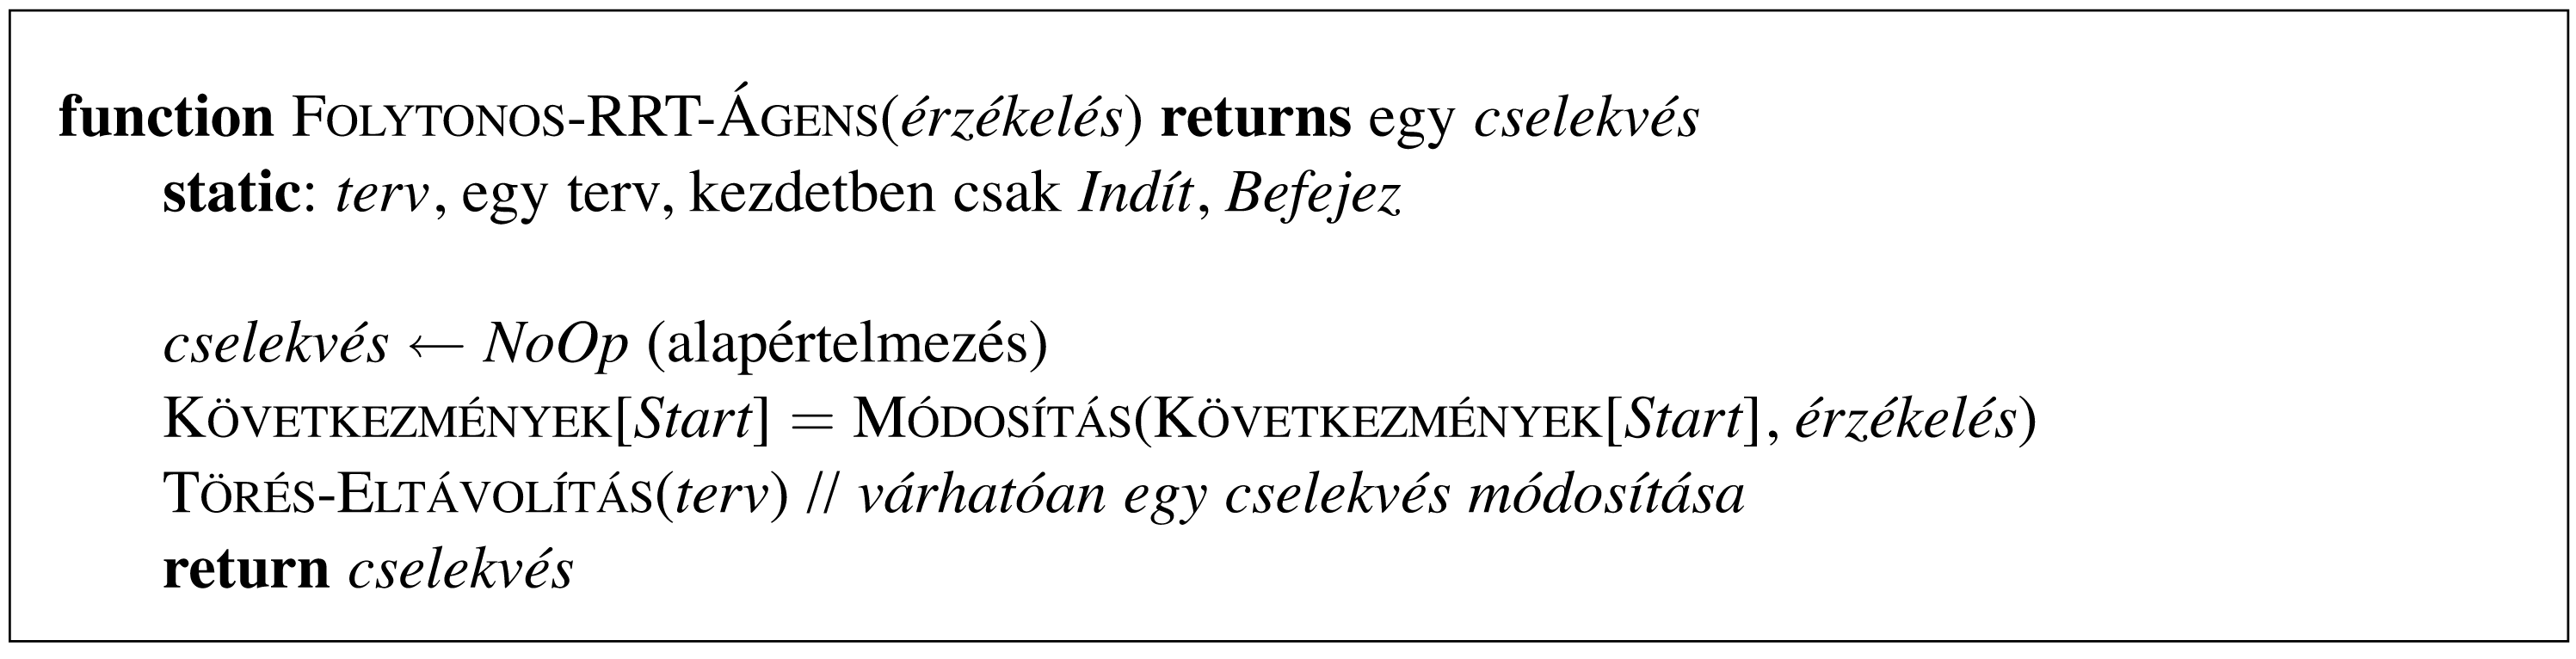 function FOLYTONOS-RRT-ÁGENS(érzékelés) returns egy cselekvés
static: terv, egy terv, kezdetben csak Indít, Befejez
cselekvés ← NoOp (alapértelmezés)
KÖVETKEZMÉNYEK[Start] = MÓDOSÍTÁS(KÖVETKEZMÉNYEK[Start], érzékelés)
TÖRÉS-ELTÁVOLÍTÁS(terv) // várhatóan egy cselekvés módosítása
return cselekvés